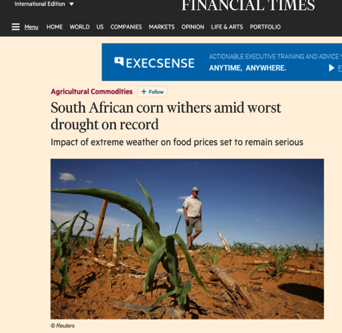 International Edition ▼
FINANCIAL TIMES
Menu HOME WORLD US COMPANIES MARKETS OPINION LIFE & ARTS PORTFOLIO
EXECSENSE
ACTIONABLE EXECUTIVE TRAINING AND ADVICE
ANYTIME, ANYWHERE.
Agricultural Commodities + Follow
South African corn withers amid worst
drought on record
Impact of extreme weather on food prices set to remain serious
© Reuters